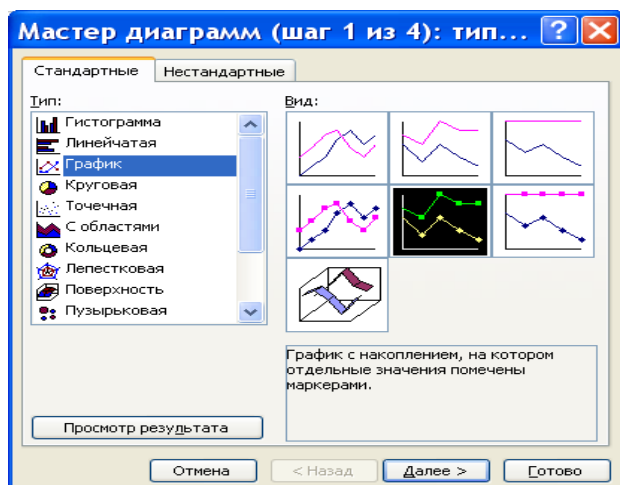 Мастер диаграмм (шаг 1 из 4): тип...
Стандартные
Нестандартные
Тип:
Гистограмма
Линейчатая
График
Круговая
Точечная
С областями
Кольцевая
Лепестковая
Поверхность
Пузырьковая
Вид:
График с накоплением, на котором
отдельные значения помечены
маркерами.
Просмотр результата
Отмена
< Назад
Далее >
Готово